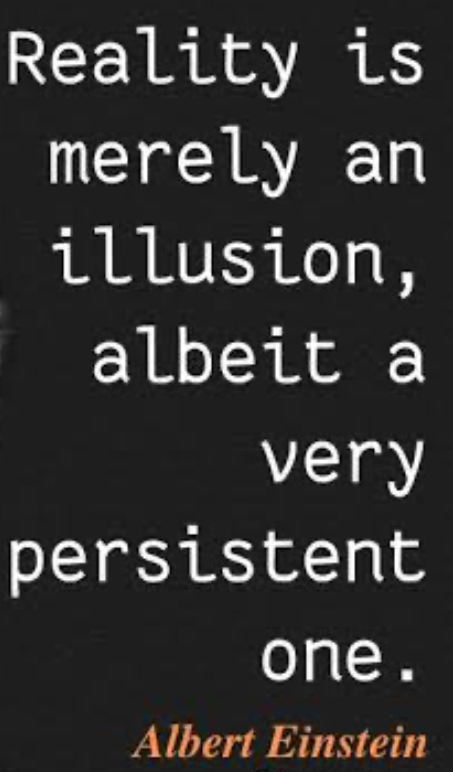 Reality is
merely an
illusion,
albeit a
very
persistent
one.
Albert Einstein